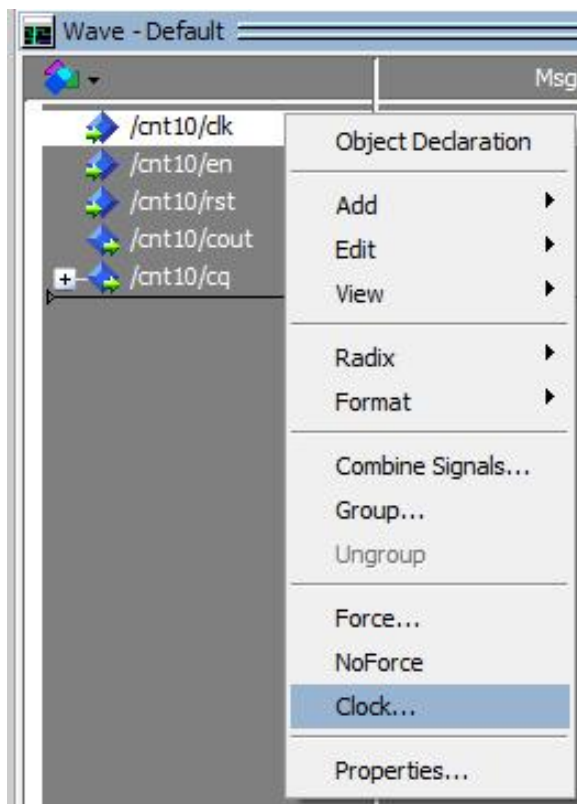 Wave - Default
Msg
/cnt10/clk
/cnt10/en
/cnt10/rst
/cnt10/cout
/cnt10/cq
Object Declaration
Add
Edit
View
Radix
Format
Combine Signals...
Group...
Ungroup
Force...
NoForce
Clock...
Properties...